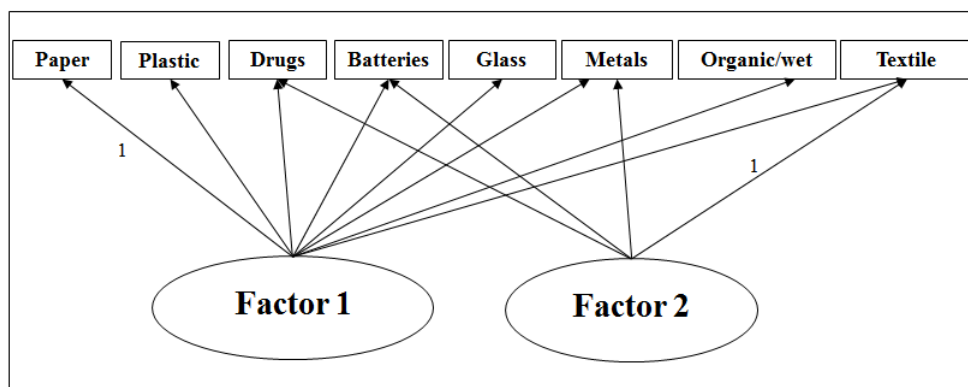 Paper
Plastic
Drugs
Batteries
Glass
Metals
Organic/wet
Textile
1
1
Factor 1
Factor 2